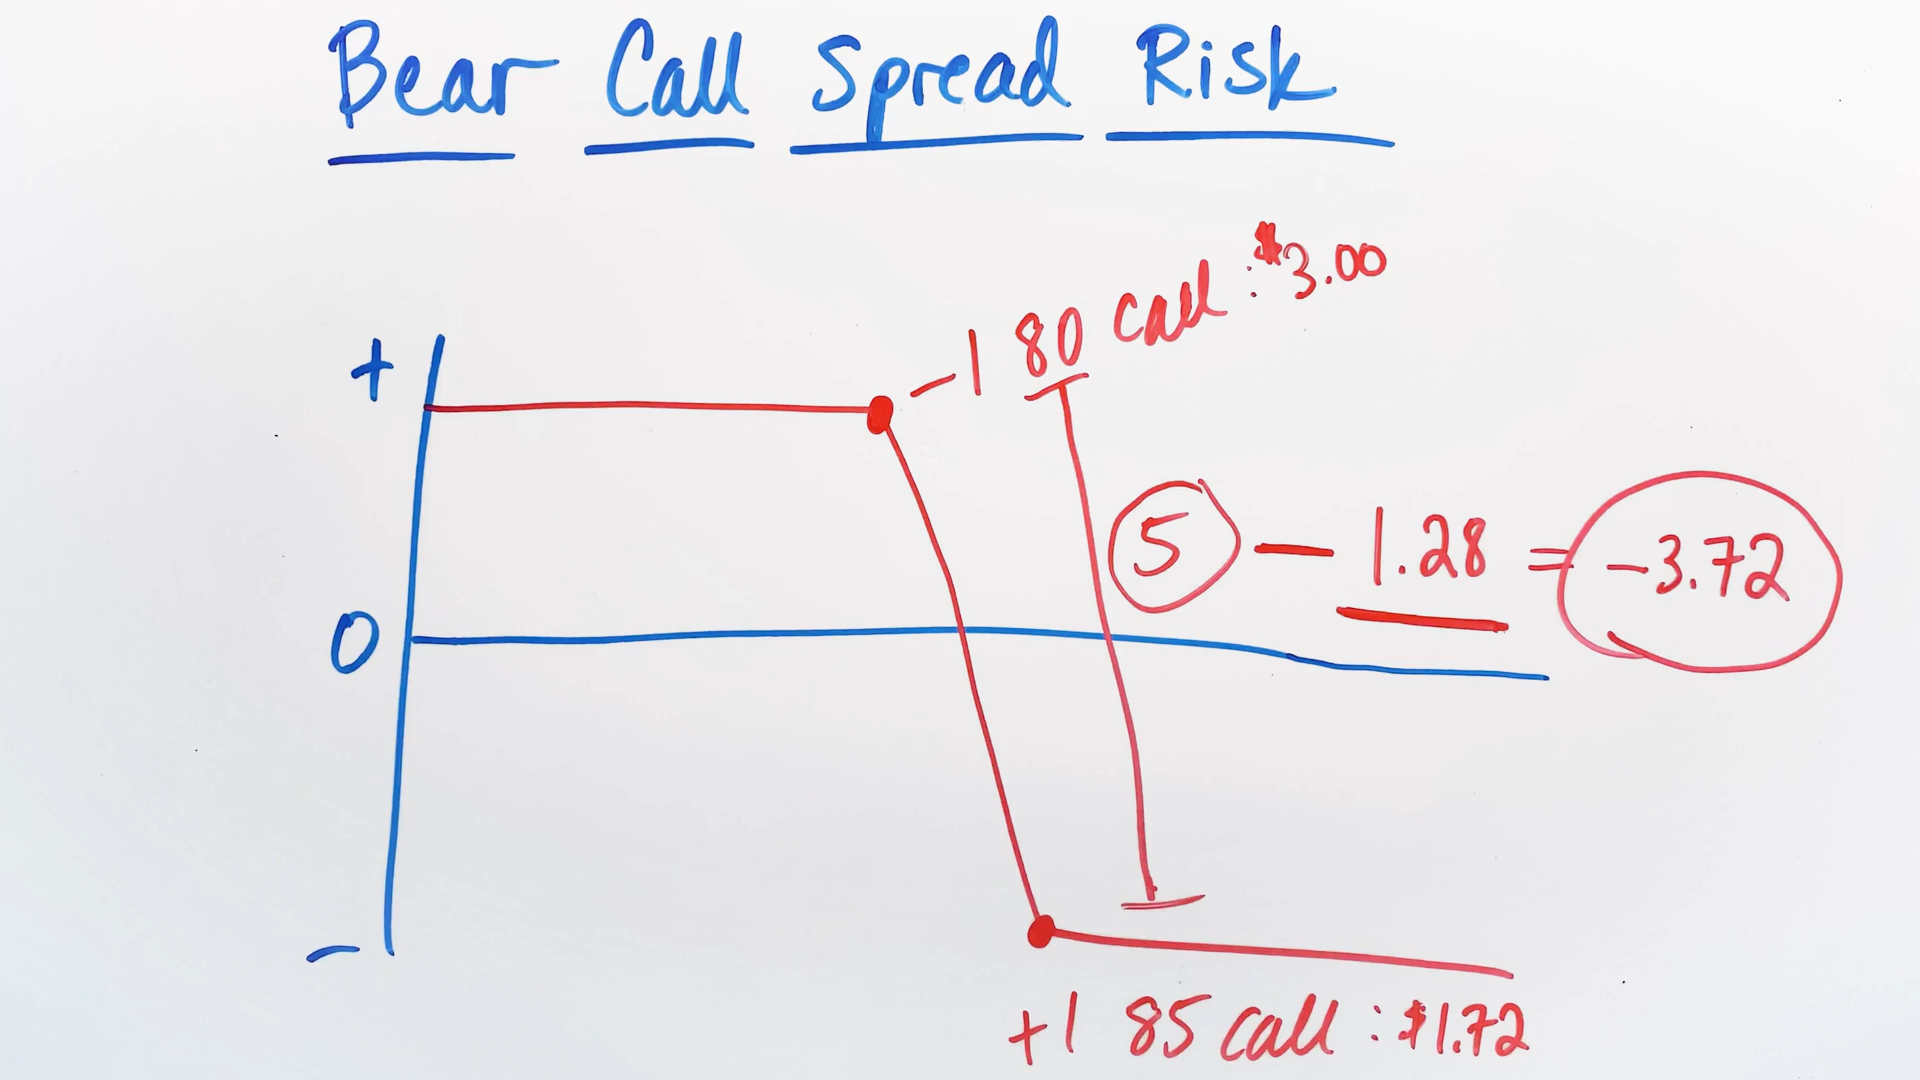 Bear Call Spread Risk
-1 80 call : $3.00
+
5 - 1.28 = -3.72
0
-
+1 85 call : $1.72